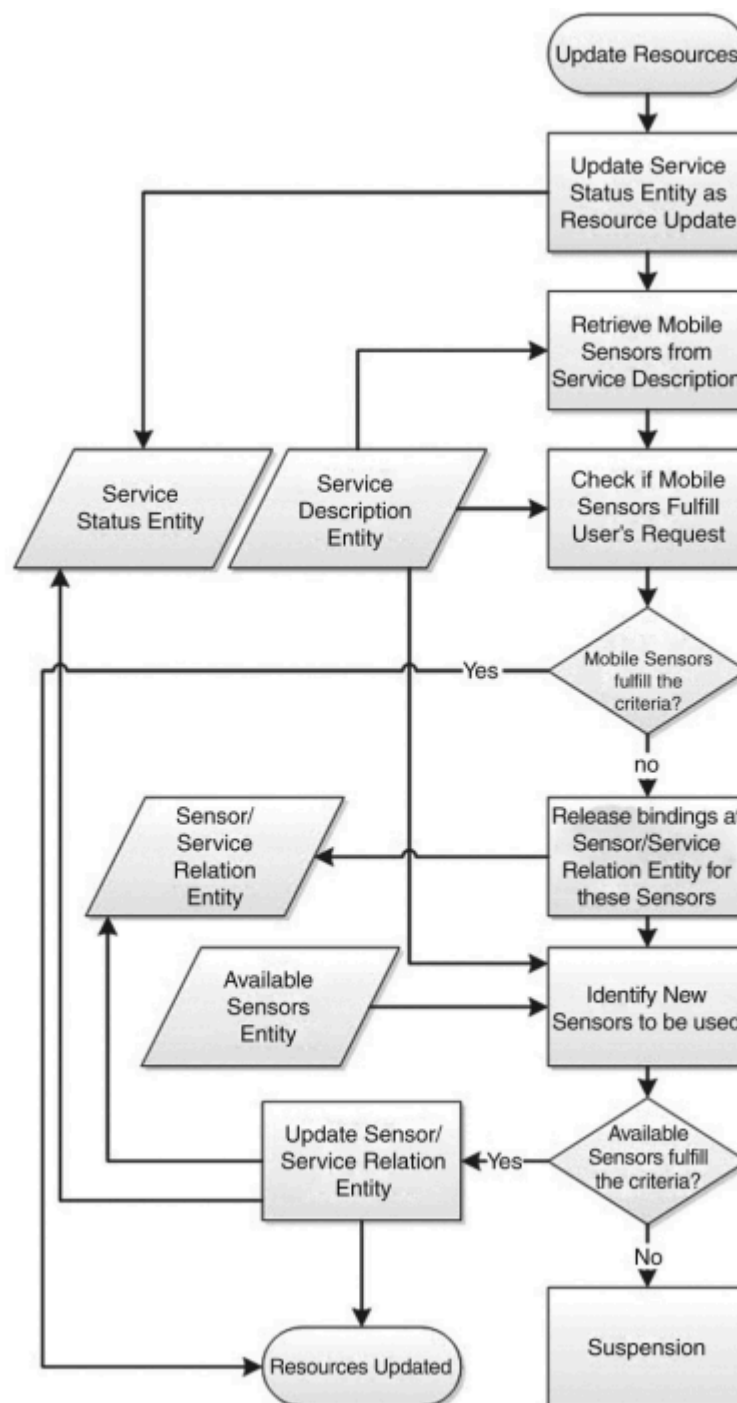 Update Resources
Update Service
Status Entity as
Resource Update
Retrieve Mobile
Sensors from
Service Description
Service
Status Entity
Service
Description
Entity
Check if Mobile
Sensors Fulfill
User's Request
Mobile Sensors
fulfill the
criteria?
Yes
no
Sensor/
Service
Relation
Entity
Release bindings at
Sensor/Service
Relation Entity for
these Sensors
Available
Sensors
Entity
Identify New
Sensors to be used
Update Sensor/
Service Relation
Entity
Yes
Available
Sensors fulfill
the criteria?
No
Resources Updated
Suspension